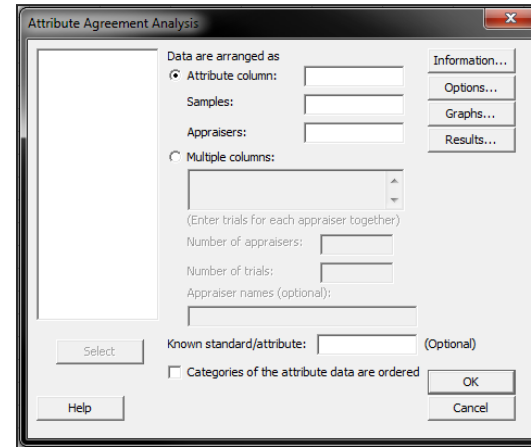 Attribute Agreement Analysis
Data are arranged as
Attribute column:
Samples:
Appraisers:
Multiple columns:
(Enter trials for each appraiser together)
Number of appraisers:
Number of trials:
Appraiser names (optional):
Known standard/attribute:
(Optional)
Categories of the attribute data are ordered
Information...
Options...
Graphs...
Results...
Select
Help
OK
Cancel